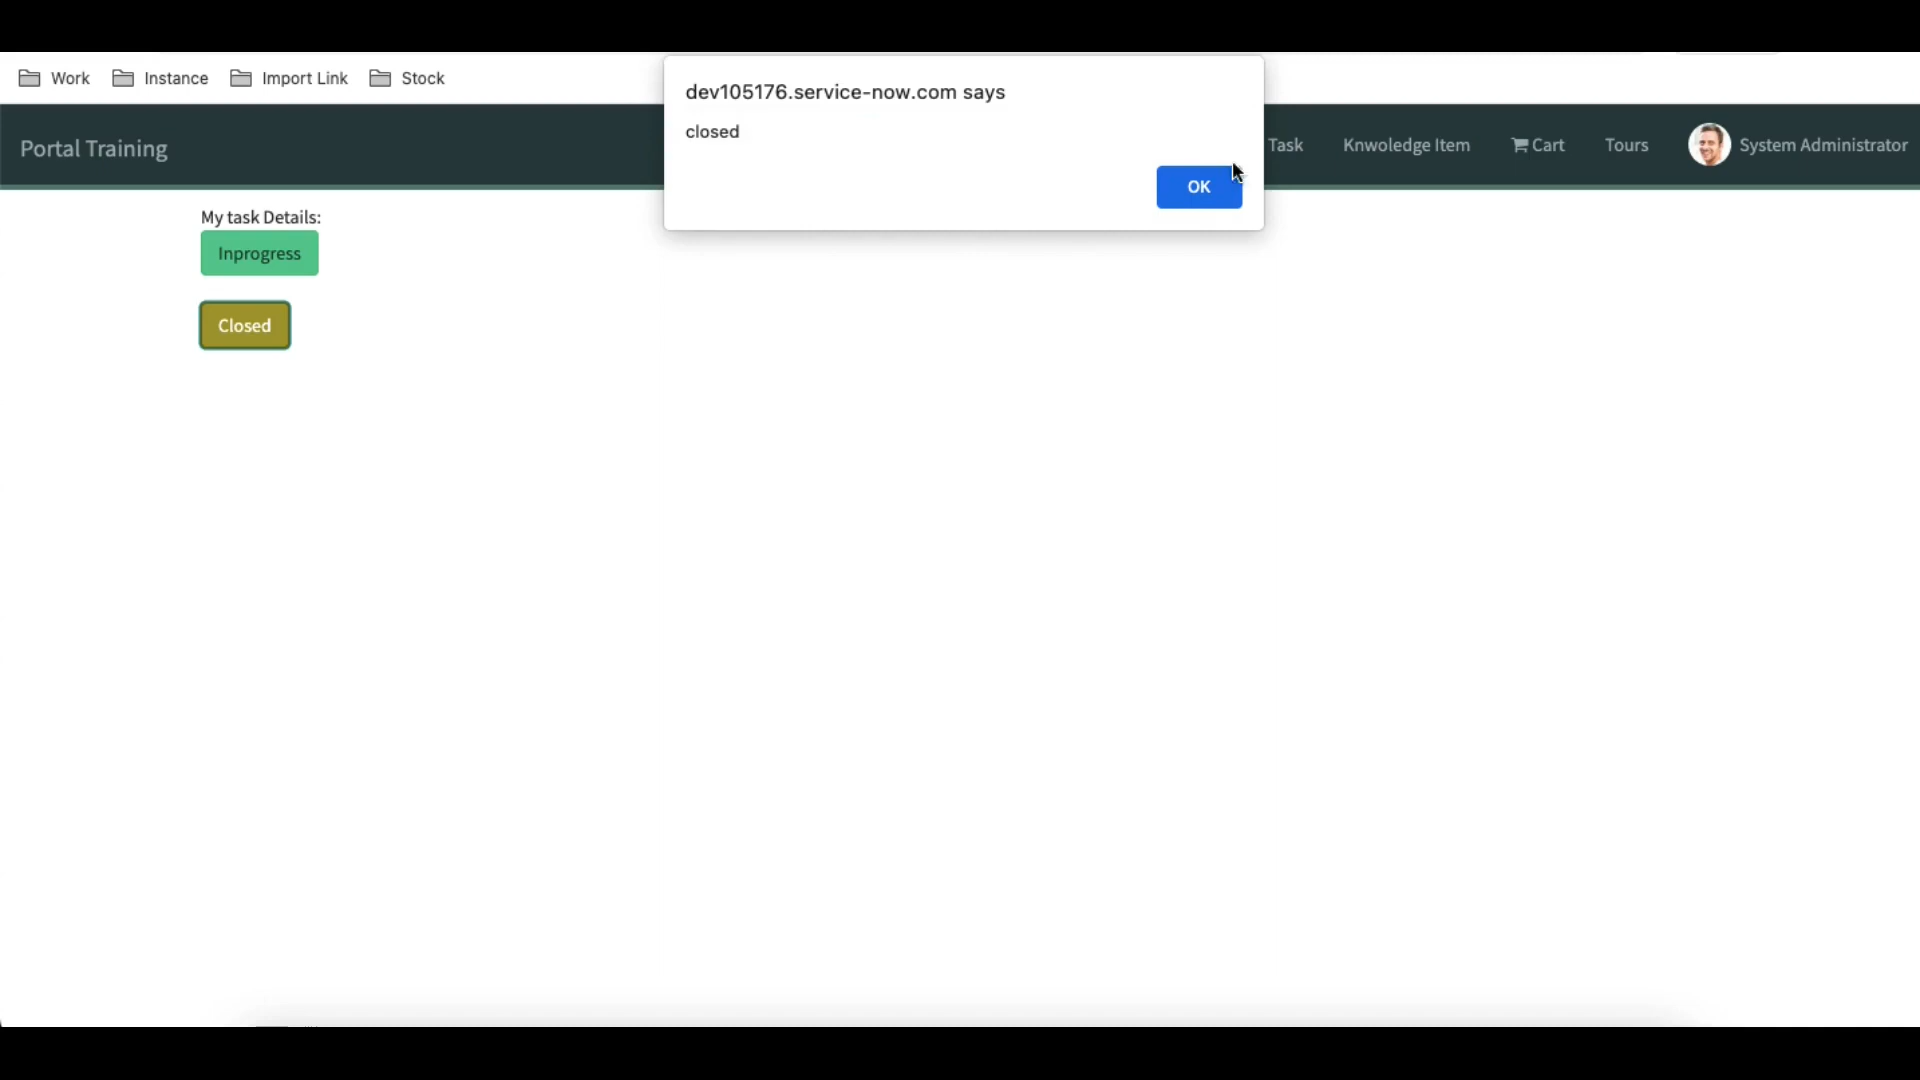 Work Instance Import Link Stock
dev105176.service-now.com says
closed
OK
Portal Training
Task Knwoledge Item Cart Tours System Administrator
My task Details:
Inprogress
Closed